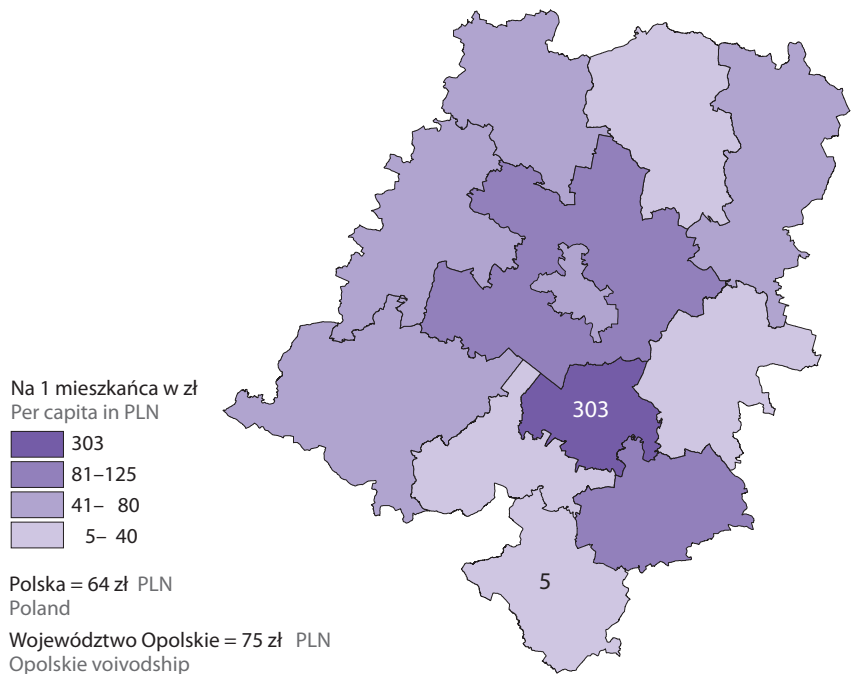 303
5
Na 1 mieszkańca w zł
Per capita in PLN
303
81–125
41– 80
5– 40
Polska = 64 zł PLN
Poland
Województwo Opolskie = 75 zł PLN
Opolskie voivodship